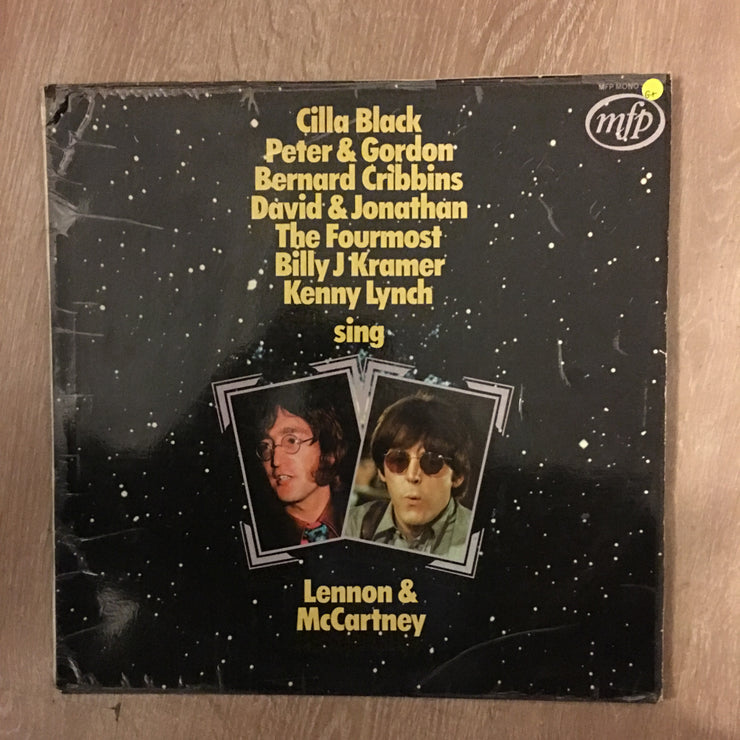 MFP MONO
G+
mfp
Cilla Black
Peter & Gordon
Bernard Cribbins
David & Jonathan
The Fourmost
Billy J Kramer
Kenny Lynch
sing
Lennon &
McCartney